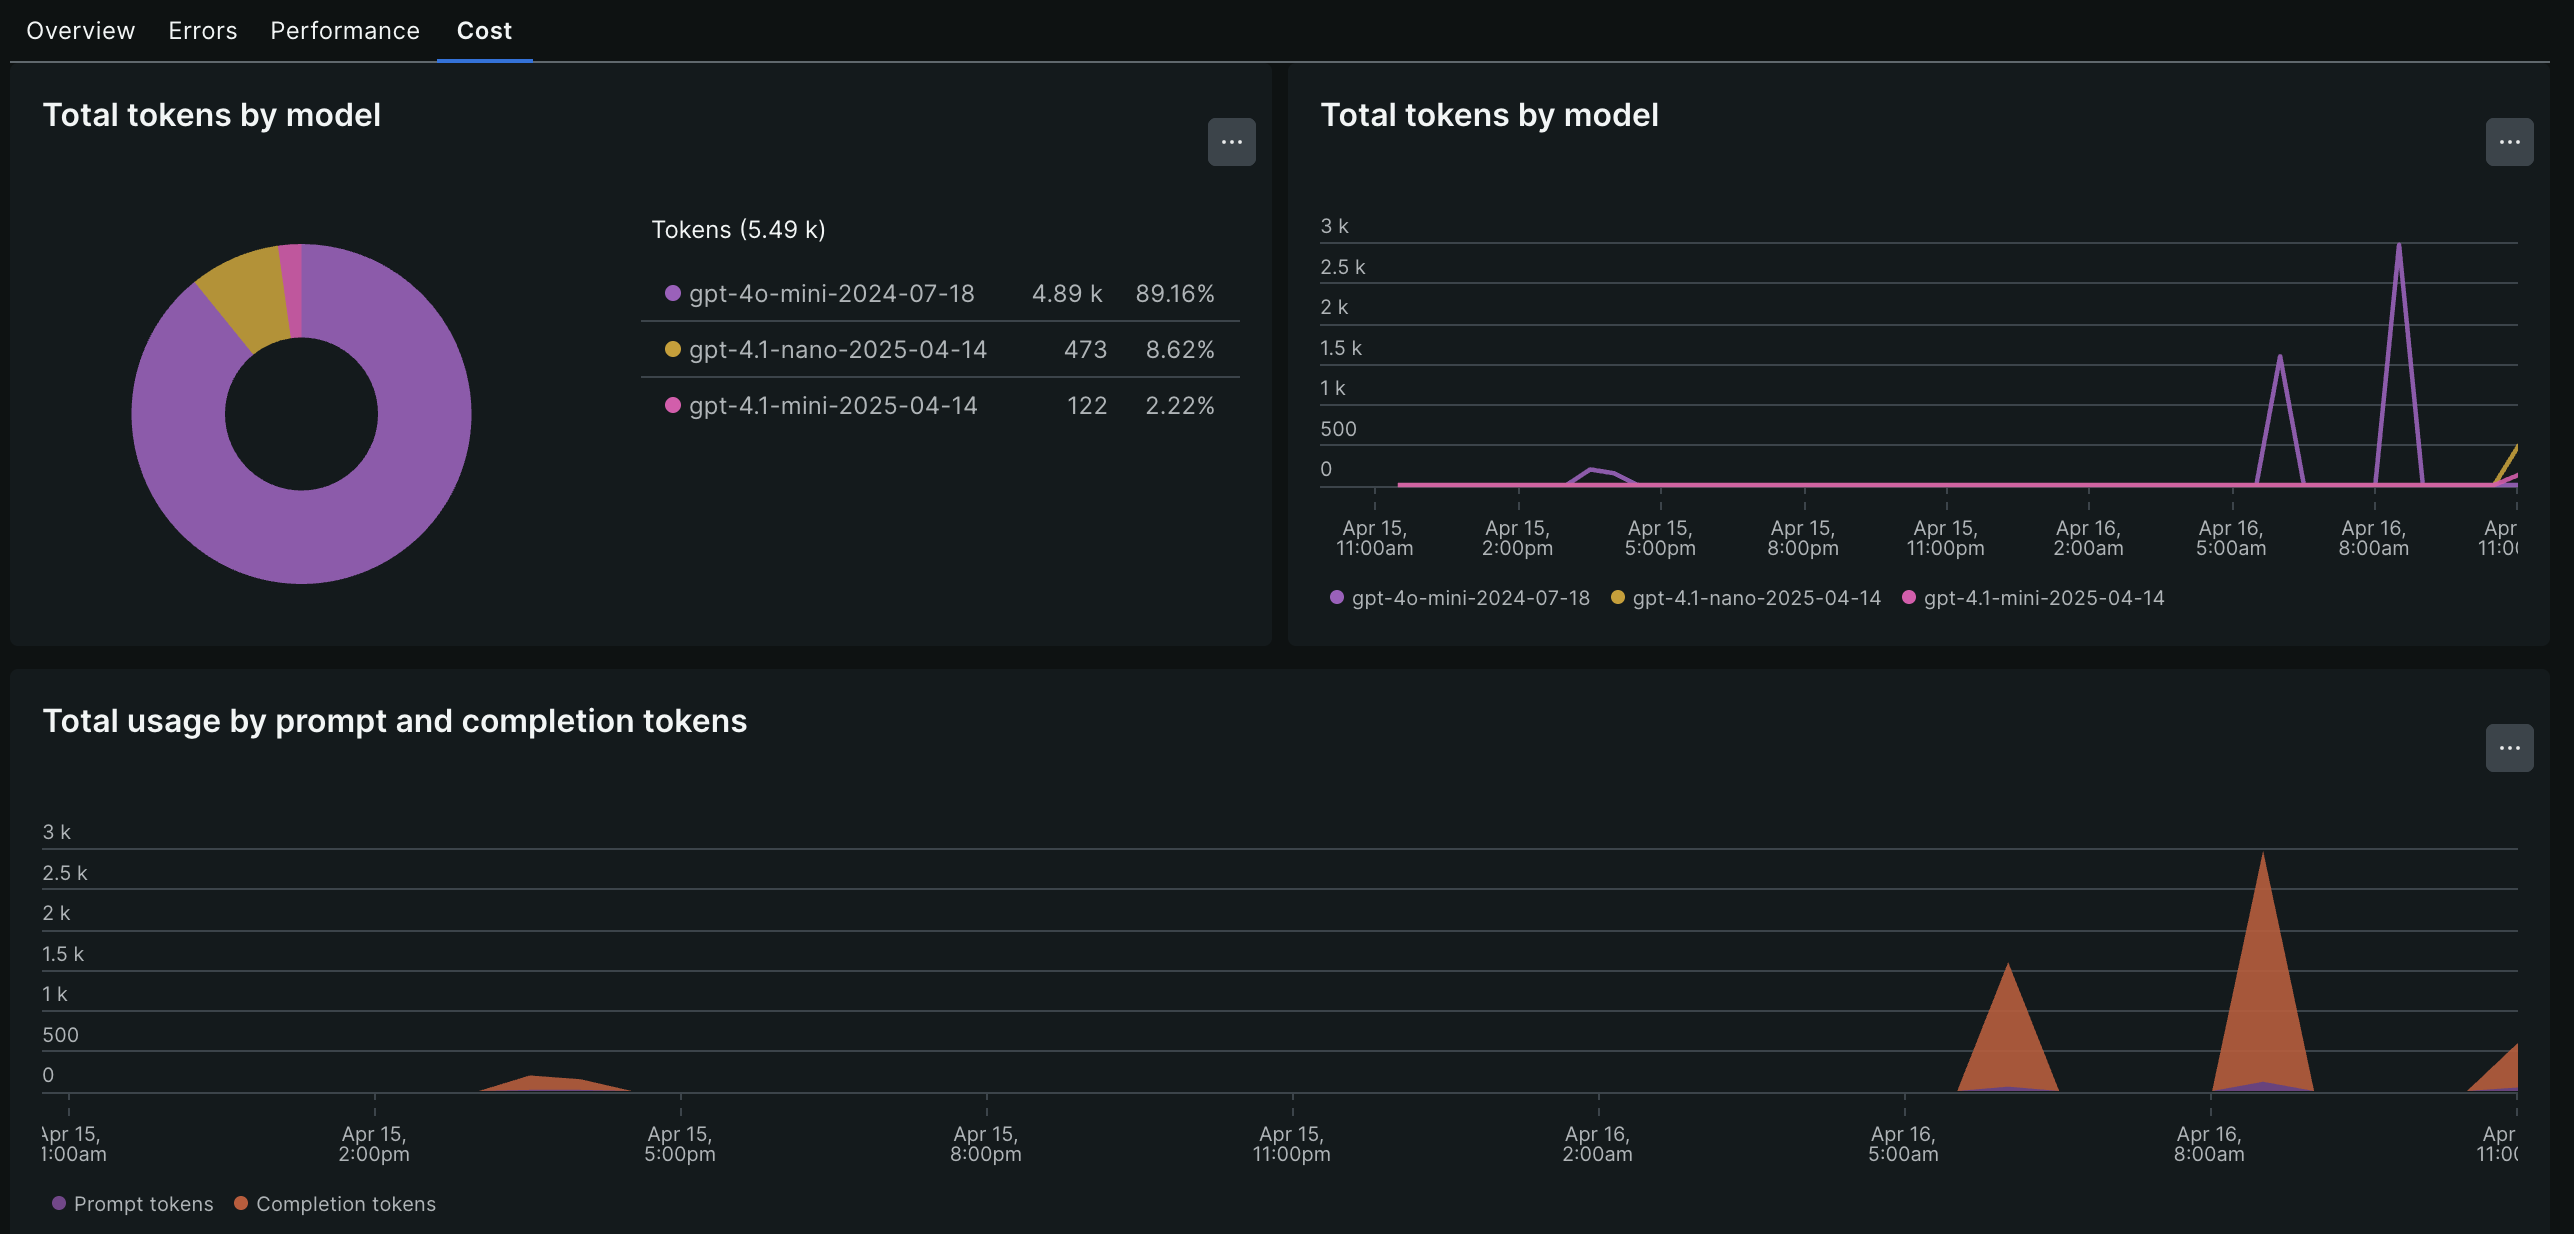 Overview Errors Performance Cost
Total tokens by model
Tokens (5.49 k)
gpt-4o-mini-2024-07-18 4.89 k 89.16%
gpt-4.1-nano-2025-04-14 473 8.62%
gpt-4.1-mini-2025-04-14 122 2.22%
Total tokens by model
3 k
2.5 k
2 k
1.5 k
1 k
500
0
Apr 15, Apr 15, Apr 15, Apr 15, Apr 15, Apr 16, Apr 16, Apr 16, Apr
11:00am 2:00pm 5:00pm 8:00pm 11:00pm 2:00am 5:00am 8:00am 11:0
gpt-4o-mini-2024-07-18 gpt-4.1-nano-2025-04-14 gpt-4.1-mini-2025-04-14
Total usage by prompt and completion tokens
3 k
2.5 k
2 k
1.5 k
1 k
500
0
Apr 15, Apr 15, Apr 15, Apr 15, Apr 15, Apr 16, Apr 16, Apr 16, Apr
1:00am 2:00pm 5:00pm 8:00pm 11:00pm 2:00am 5:00am 8:00am 11:0
Prompt tokens Completion tokens